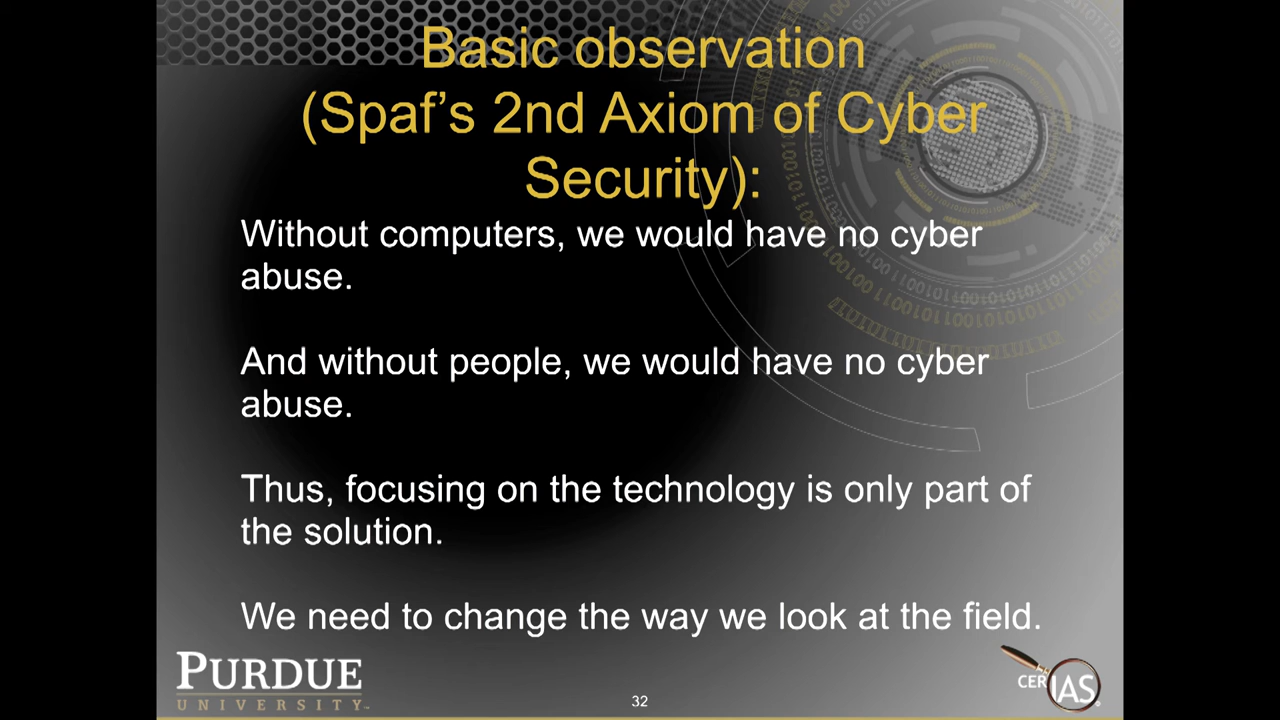 Basic observation
(Spaf's 2nd Axiom of Cyber
Security):
Without computers, we would have no cyber
abuse.
And without people, we would have no cyber
abuse.
Thus, focusing on the technology is only part of
the solution.
We need to change the way we look at the field.
PURDUE
UNIVERSITY
32
CERIAS